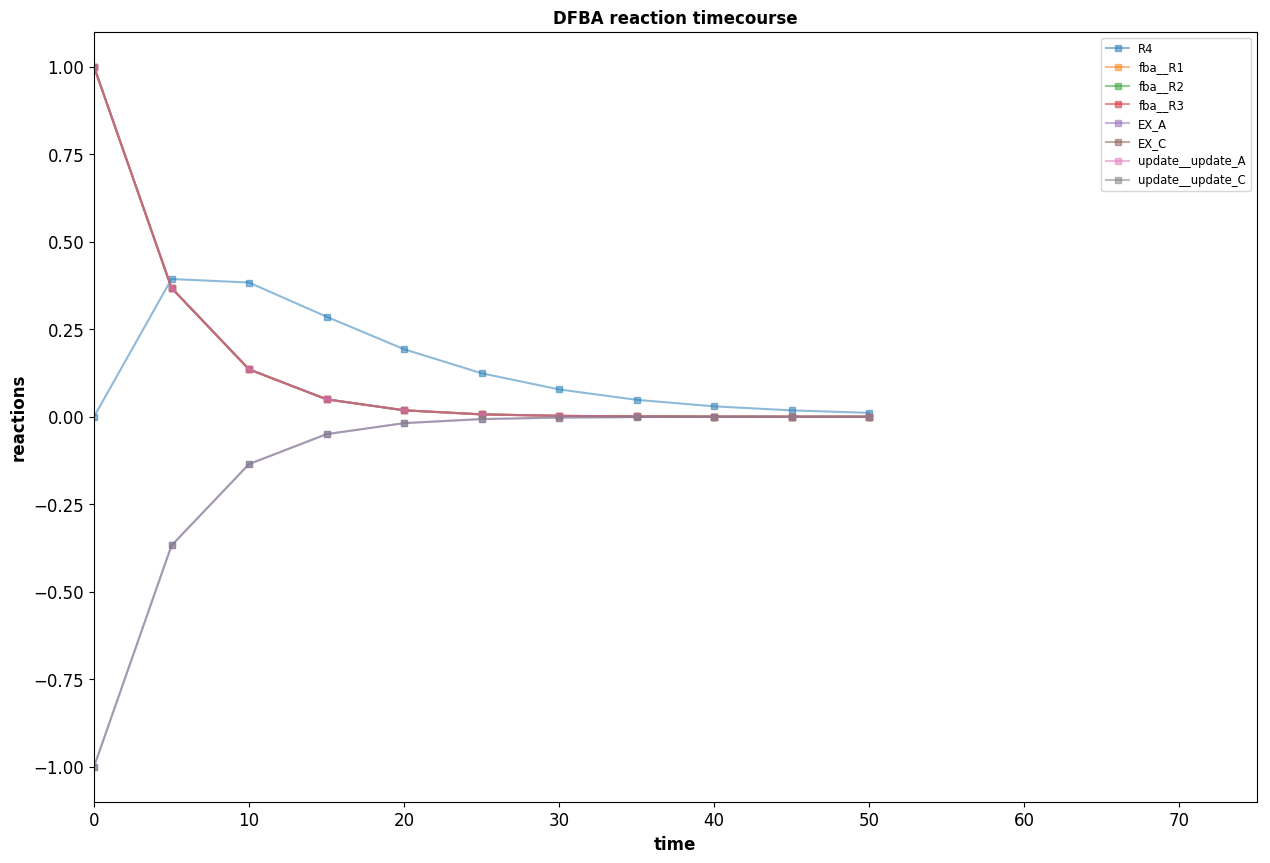 DFBA reaction timecourse
R4
fba__R1
fba__R2
fba__R3
EX_A
EX_C
update__update_A
update__update_C
1.00
0.75
0.50
0.25
0.00
−0.25
−0.50
−0.75
−1.00
reactions
0 10 20 30 40 50 60 70
time